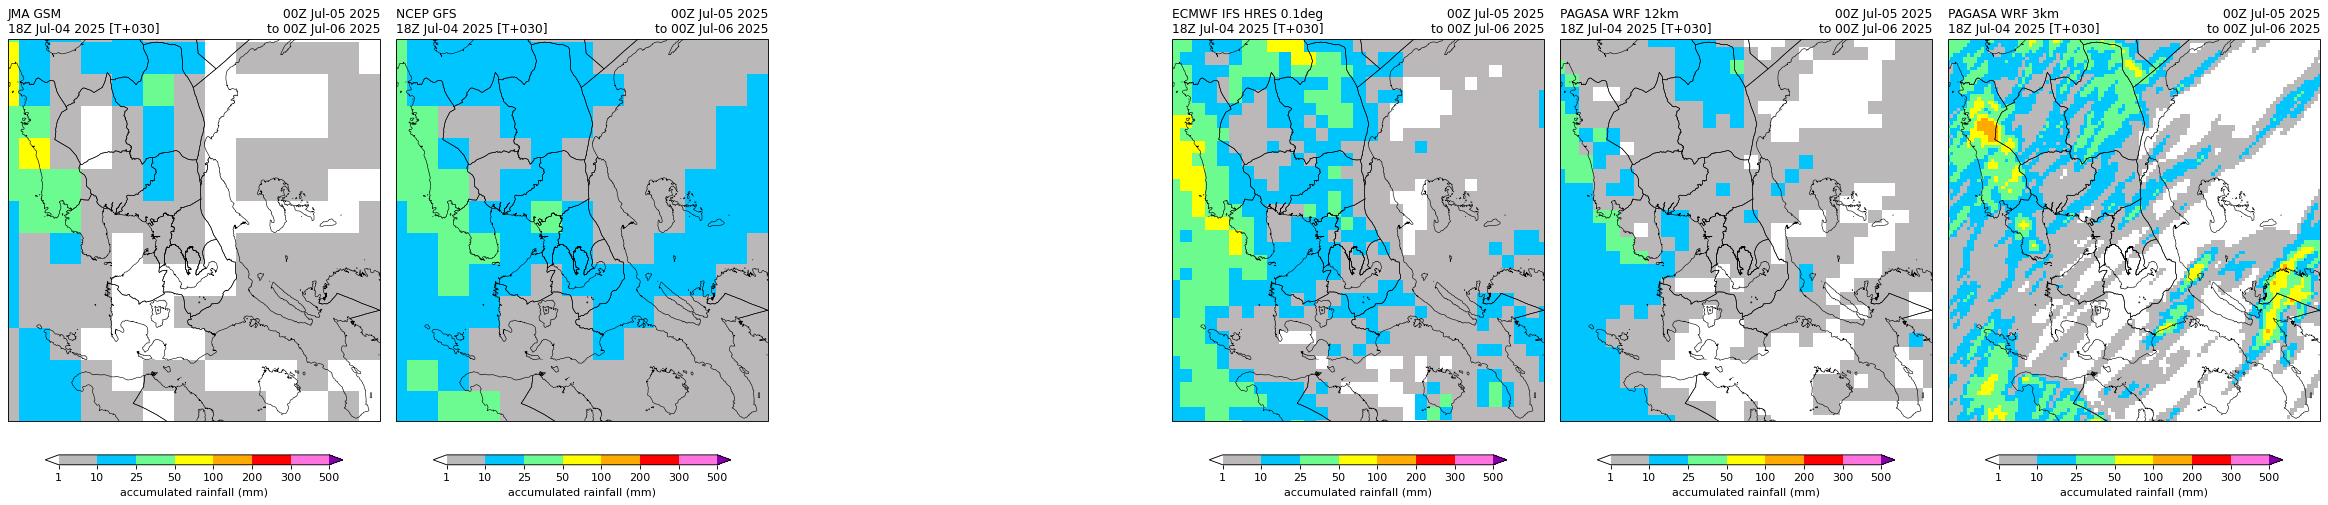 JMA GSM 00Z Jul-05 2025
18Z Jul-04 2025 [T+030] to 00Z Jul-06 2025
1 10 25 50 100 200 300 500
accumulated rainfall (mm)
NCEP GFS 00Z Jul-05 2025
18Z Jul-04 2025 [T+030] to 00Z Jul-06 2025
1 10 25 50 100 200 300 500
accumulated rainfall (mm)
ECMWF IFS HRES 0.1deg 00Z Jul-05 2025
18Z Jul-04 2025 [T+030] to 00Z Jul-06 2025
1 10 25 50 100 200 300 500
accumulated rainfall (mm)
PAGASA WRF 12km 00Z Jul-05 2025
18Z Jul-04 2025 [T+030] to 00Z Jul-06 2025
1 10 25 50 100 200 300 500
accumulated rainfall (mm)
PAGASA WRF 3km 00Z Jul-05 2025
18Z Jul-04 2025 [T+030] to 00Z Jul-06 2025
1 10 25 50 100 200 300 500
accumulated rainfall (mm)